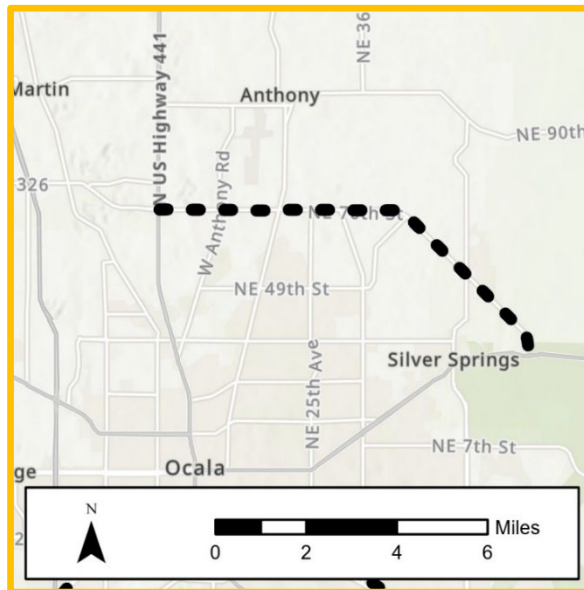 NE 36
Martin
Anthony
N US Highway 441
NE 90th
326
W Anthony Rd
NE 70th St
NE 49th St
Silver Springs
NE 25th Ave
NE 7th St
ge
Ocala
N
Miles
0 2 4 6